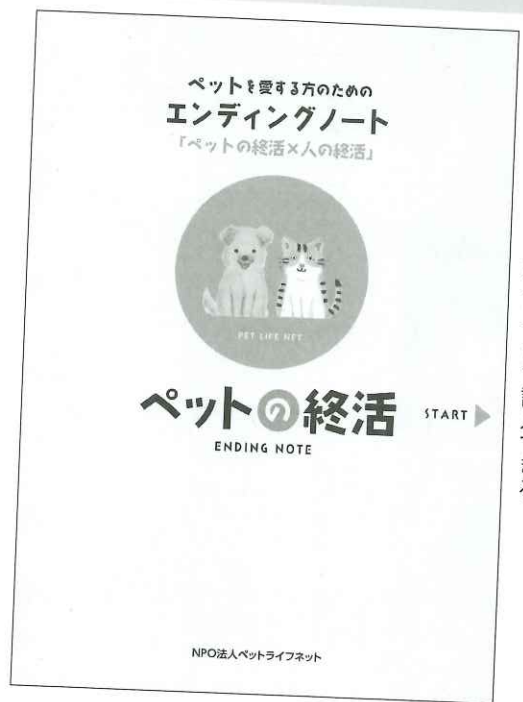 ペットを愛する方のための
エンディングノート
「ペットの終活×人の終活」
PET LIFE NET
ペットの終活
START
ENDING NOTE
NPO法人ペットライフネット